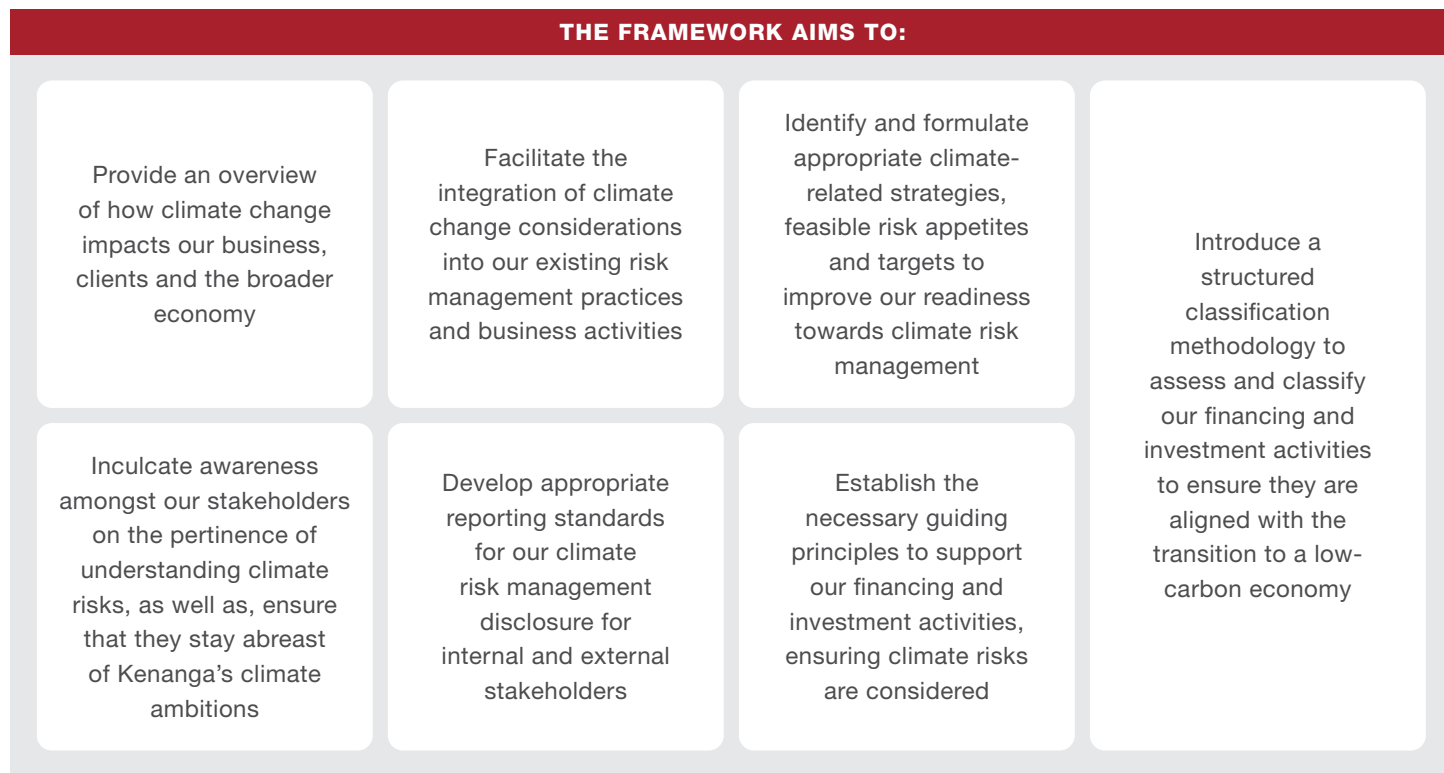 THE FRAMEWORK AIMS TO:
Provide an overview
of how climate change
impacts our business,
clients and the broader
economy
Facilitate the
integration of climate
change considerations
into our existing risk
management practices
and business activities
Identify and formulate
appropriate climate-
related strategies,
feasible risk appetites
and targets to
improve our readiness
towards climate risk
management
Introduce a
structured
classification
methodology to
assess and classify
our financing and
investment activities
to ensure they are
aligned with the
transition to a low-
carbon economy
Inculcate awareness
amongst our stakeholders
on the pertinence of
understanding climate
risks, as well as, ensure
that they stay abreast
of Kenanga’s climate
ambitions
Develop appropriate
reporting standards
for our climate
risk management
disclosure for
internal and external
stakeholders
Establish the
necessary guiding
principles to support
our financing and
investment activities,
ensuring climate risks
are considered